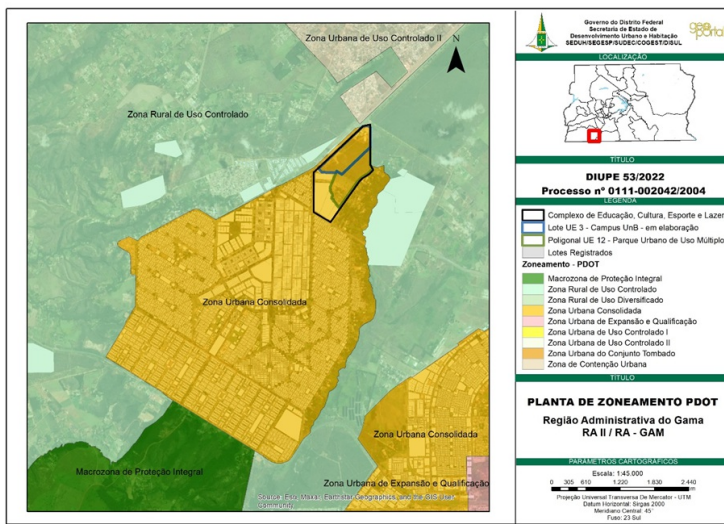 Zona Urbana de Uso Controlado II
N
Zona Rural de Uso Controlado
Zona Urbana Consolidada
Zona Urbana Consolidada
Macrozona de Proteção Integral
Zona Urbana de Expansão e Qualificação
Source: Esri, Maxar, Earthstar Geographics, and the GIS User
Community
Governo do Distrito Federal
Secretaria de Estado de
Desenvolvimento Urbano e Habitação
SEDUH/SEGESP/SUDEC/COGEST/DISUL
geo
portal
LOCALIZAÇÃO
TÍTULO
DIUPE 53/2022
Processo nº 0111-002042/2004
LEGENDA
Complexo de Educação, Cultura, Esporte e Lazer
Lote UE 3 - Campus UnB - em elaboração
Poligonal UE 12 - Parque Urbano de Uso Múltiplo
Lotes Registrados
Zoneamento - PDOT
Macrozona de Proteção Integral
Zona Rural de Uso Controlado
Zona Rural de Uso Diversificado
Zona Urbana Consolidada
Zona Urbana de Expansão e Qualificação
Zona Urbana de Uso Controlado I
Zona Urbana de Uso Controlado II
Zona Urbana do Conjunto Tombado
Zona de Contenção Urbana
TÍTULO
PLANTA DE ZONEAMENTO PDOT
Região Administrativa do Gama
RA II / RA - GAM
PARÂMETROS CARTOGRÁFICOS
Escala: 1:45.000
0 305 610 1.220 1.830 2.440
m
Projeção Universal Transversa De Mercator - UTM
Datum Horizontal: Sirgas 2000
Meridiano Central: 45°
Fuso: 23 Sul